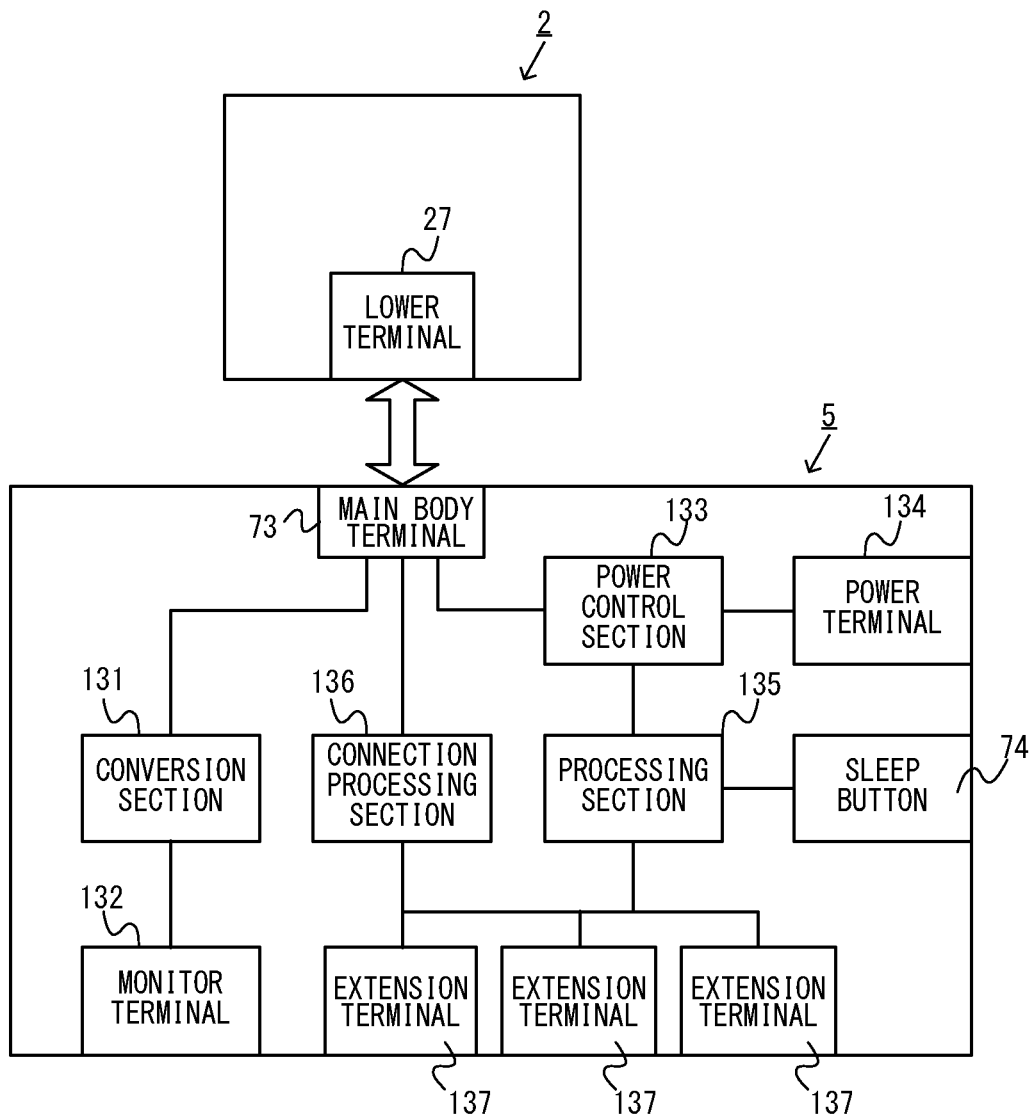 2
27
LOWER
TERMINAL
5
73
MAIN BODY
TERMINAL
133
POWER
CONTROL
SECTION
134
POWER
TERMINAL
131
CONVERSION
SECTION
136
CONNECTION
PROCESSING
SECTION
135
PROCESSING
SECTION
74
SLEEP
BUTTON
132
MONITOR
TERMINAL
EXTENSION
TERMINAL
EXTENSION
TERMINAL
EXTENSION
TERMINAL
137
137
137